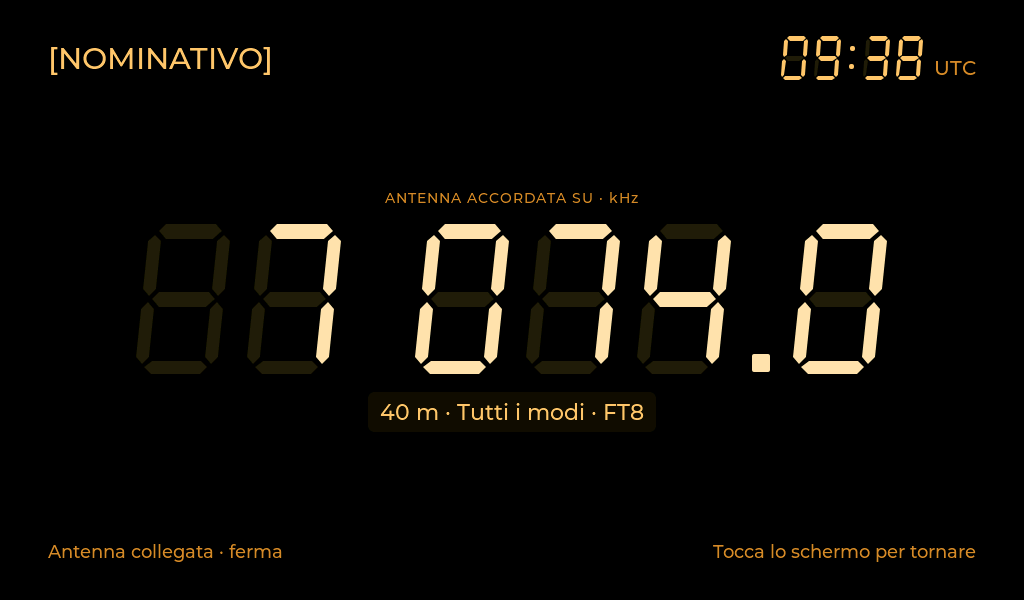 [NOMINATIVO]
09:38 UTC
ANTENNA ACCORDATA SU · kHz
7 074.0
40 m · Tutti i modi · FT8
Antenna collegata · ferma
Tocca lo schermo per tornare